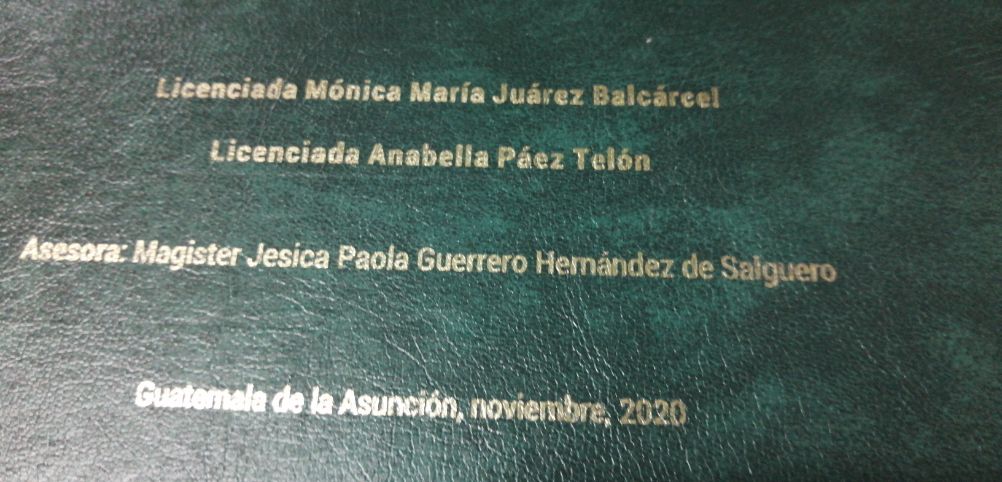 Licenciada Mónica María Juárez Balcárcel
Licenciada Anabella Páez Telón
Asesora: Magister Jesica Paola Guerrero Hernández de Salguero
Guatemala de la Asunción, noviembre, 2020